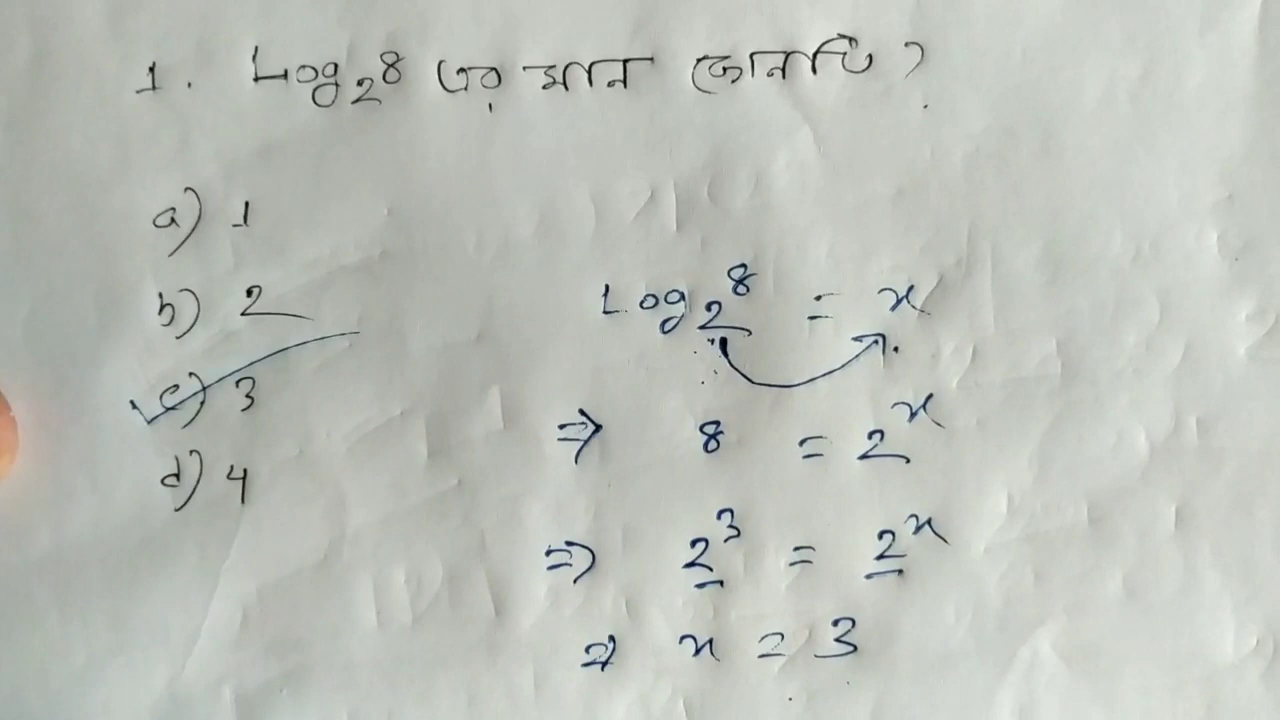 1. Log₂8 এর মান কোনটি ?
a) 1
b) 2
c) 3
d) 4
Log₂8 = x
⇒ 8 = 2ˣ
⇒ 2³ = 2ˣ
⇒ x = 3